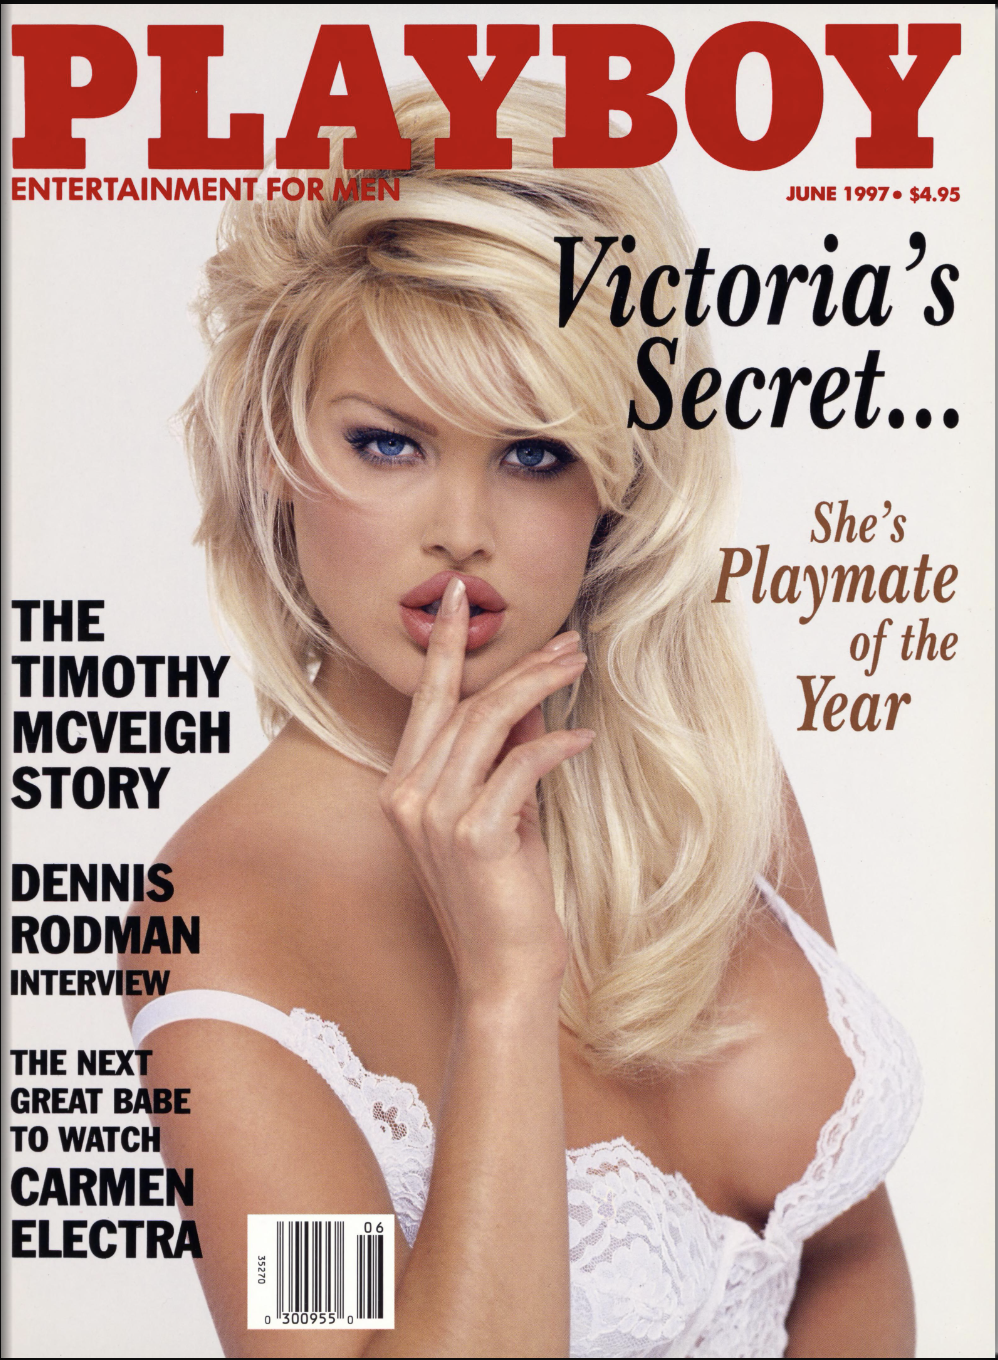 PLAYBOY
ENTERTAINMENT FOR MEN
JUNE 1997 • $4.95
Victoria’s
Secret...
She’s
Playmate
of the
Year
THE
TIMOTHY
MCVEIGH
STORY
DENNIS
RODMAN
INTERVIEW
THE NEXT
GREAT BABE
TO WATCH
CARMEN
ELECTRA
06
35270
0 300955 0